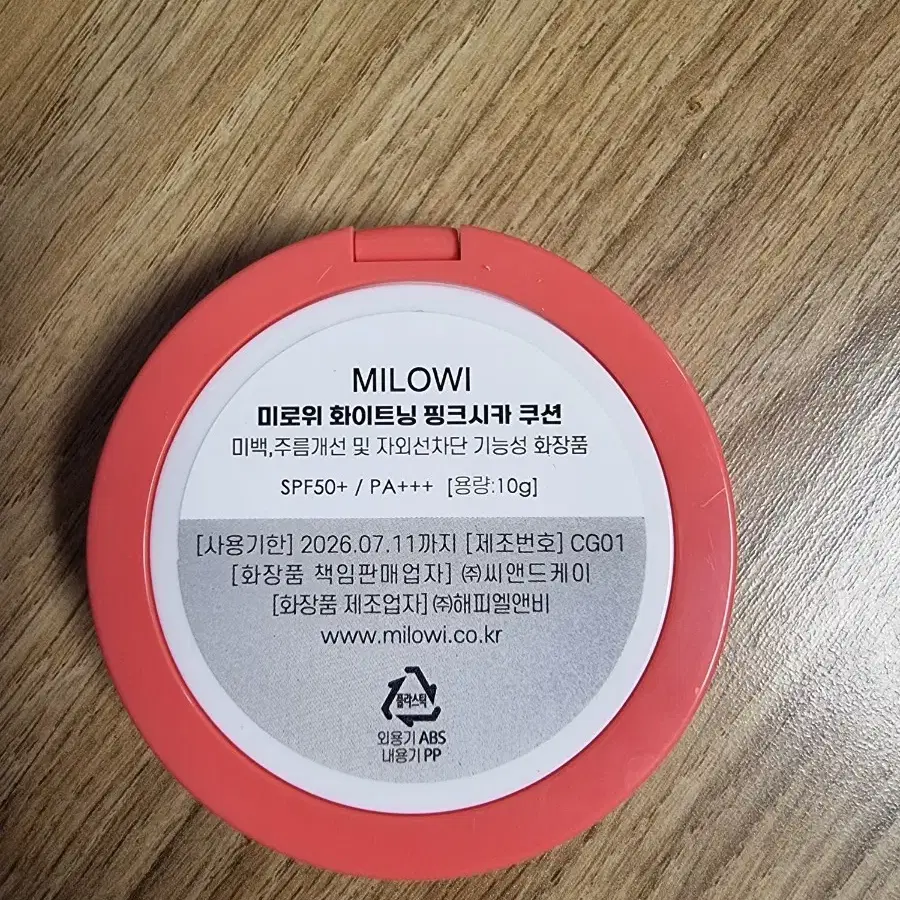 MILOWI
미로위 화이트닝 핑크시카 쿠션
미백,주름개선 및 자외선차단 기능성 화장품
SPF50+ / PA+++ [용량:10g]
[사용기한] 2026.07.11까지 [제조번호] CG01
[화장품 책임판매업자] ㈜씨앤드케이
[화장품 제조업자] ㈜해피엘앤비
www.milowi.co.kr
플라스틱
외용기 ABS
내용기 PP